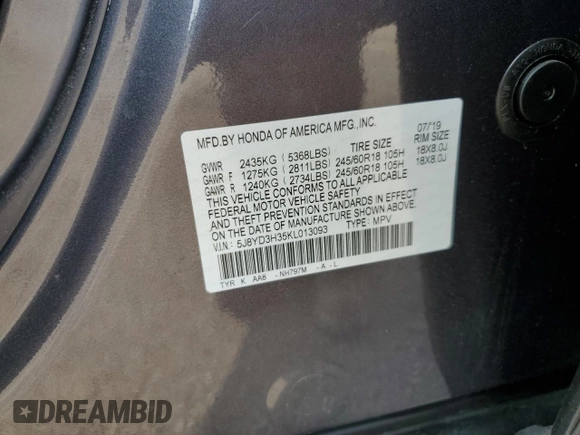 MFD.BY HONDA OF AMERICA MFG.,INC. 07/19
TIRE SIZE RIM SIZE
GVWR 2435KG ( 5368LBS)
GAWR F 1275KG ( 2811LBS) 245/60R18 105H 18X8.0J
GAWR R 1240KG ( 2734LBS) 245/60R18 105H 18X8.0J
THIS VEHICLE CONFORMS TO ALL APPLICABLE
FEDERAL MOTOR VEHICLE SAFETY
AND THEFT PREVENTION STANDARDS IN EFFECT
ON THE DATE OF MANUFACTURE SHOWN ABOVE.
V.I.N: 5J8YD3H35KL013093 TYPE: MPV
TYR K AA8 -NH797M -A -L
DREAMBID